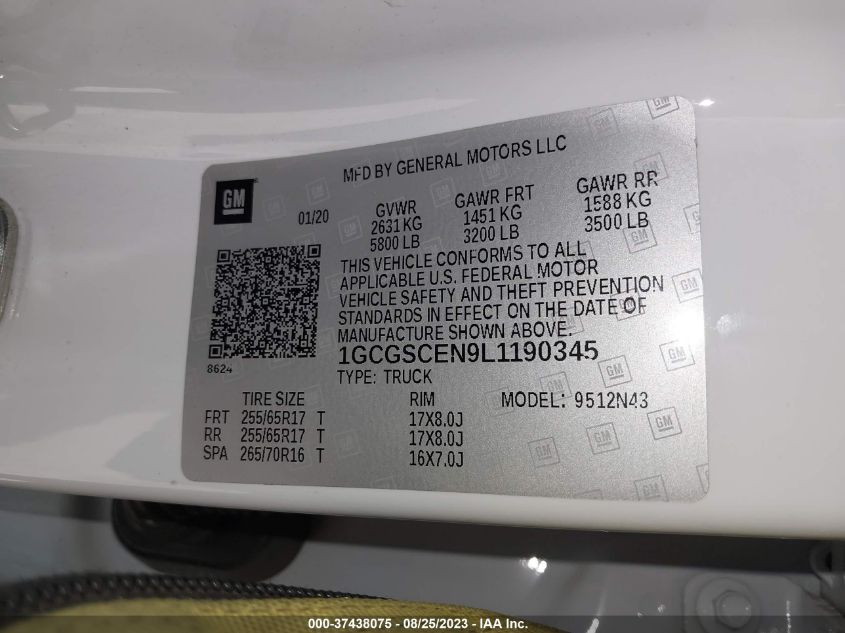 MFD BY GENERAL MOTORS LLC
GM
01/20
GVWR GAWR FRT GAWR RR
2631 KG 1451 KG 1588 KG
5800 LB 3200 LB 3500 LB
THIS VEHICLE CONFORMS TO ALL
APPLICABLE U.S. FEDERAL MOTOR
VEHICLE SAFETY AND THEFT PREVENTION
STANDARDS IN EFFECT ON THE DATE OF
MANUFACTURE SHOWN ABOVE.
1GCGSCEN9L1190345
8624
TYPE: TRUCK
TIRE SIZE RIM MODEL: 9512N43
FRT 255/65R17 T 17X8.0J
RR 255/65R17 T 17X8.0J
SPA 265/70R16 T 16X7.0J
000-37438075 - 08/25/2023 - IAA Inc.